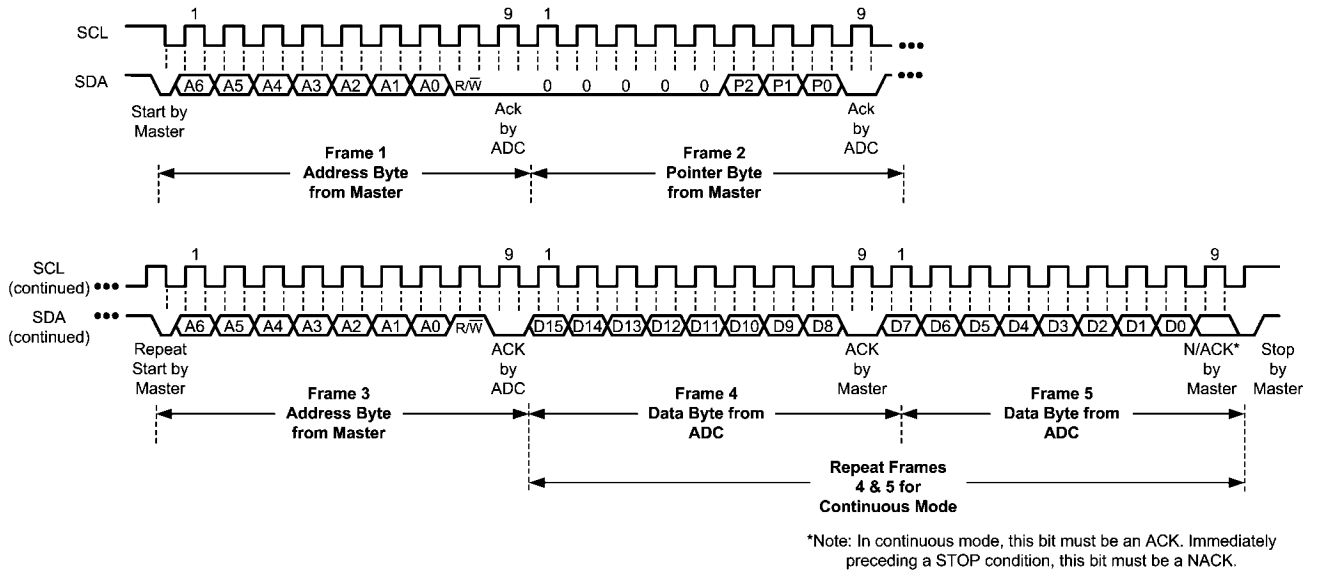 1 9 1 9
SCL
SDA A6 A5 A4 A3 A2 A1 A0 R/W̅ 0 0 0 0 0 P2 P1 P0
Start by
Master
Ack
by
ADC
Ack
by
ADC
Frame 1
Address Byte
from Master
Frame 2
Pointer Byte
from Master
1 9 1 9 1 9
SCL
(continued)
SDA
(continued)
A6 A5 A4 A3 A2 A1 A0 R/W̅ D15 D14 D13 D12 D11 D10 D9 D8 D7 D6 D5 D4 D3 D2 D1 D0
Repeat
Start by
Master
ACK
by
ADC
ACK
by
Master
N/ACK*
by
Master
Stop
by
Master
Frame 3
Address Byte
from Master
Frame 4
Data Byte from
ADC
Frame 5
Data Byte from
ADC
Repeat Frames
4 & 5 for
Continuous Mode
*Note: In continuous mode, this bit must be an ACK. Immediately
preceding a STOP condition, this bit must be a NACK.